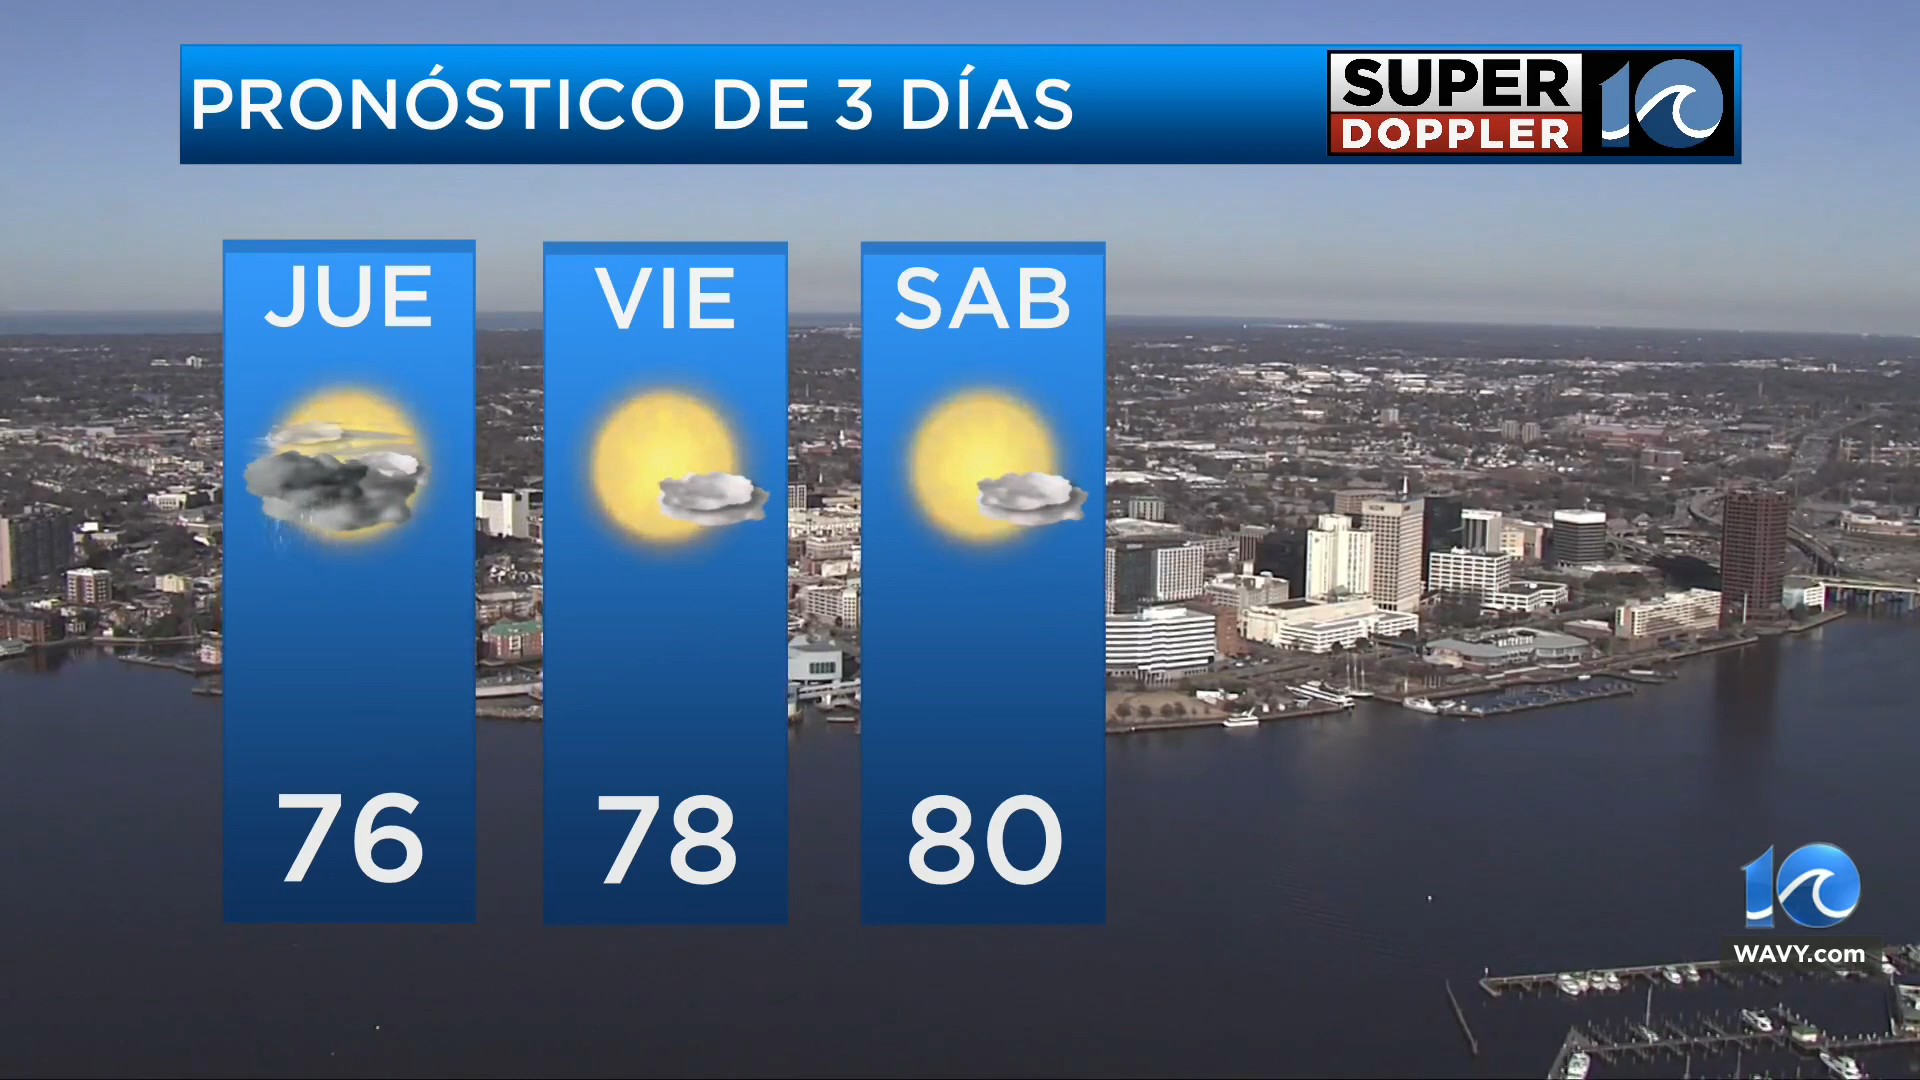 PRONÓSTICO DE 3 DÍAS
SUPER
DOPPLER
10
JUE
VIE
SAB
76
78
80
10
WAVY.com